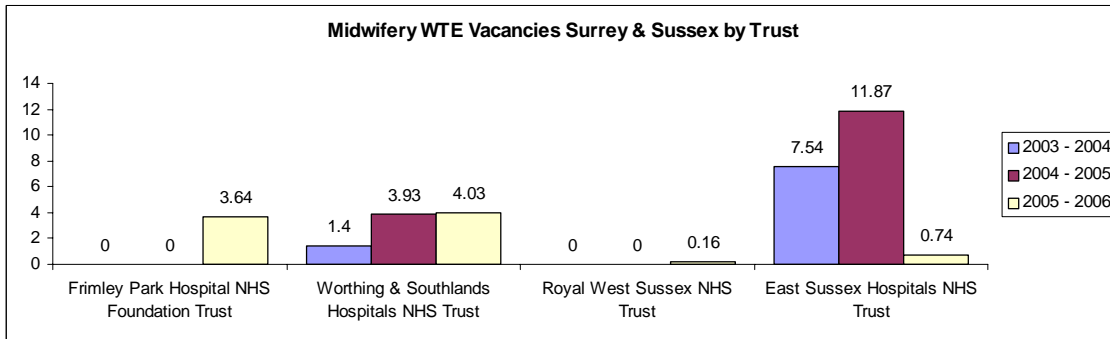 Midwifery WTE Vacancies Surrey & Sussex by Trust
14
12
10
8
6
4
2
0
0
0
3.64
1.4
3.93
4.03
0
0
0.16
7.54
11.87
0.74
Frimley Park Hospital NHS
Foundation Trust
Worthing & Southlands
Hospitals NHS Trust
Royal West Sussex NHS
Trust
East Sussex Hospitals NHS
Trust
2003 - 2004
2004 - 2005
2005 - 2006